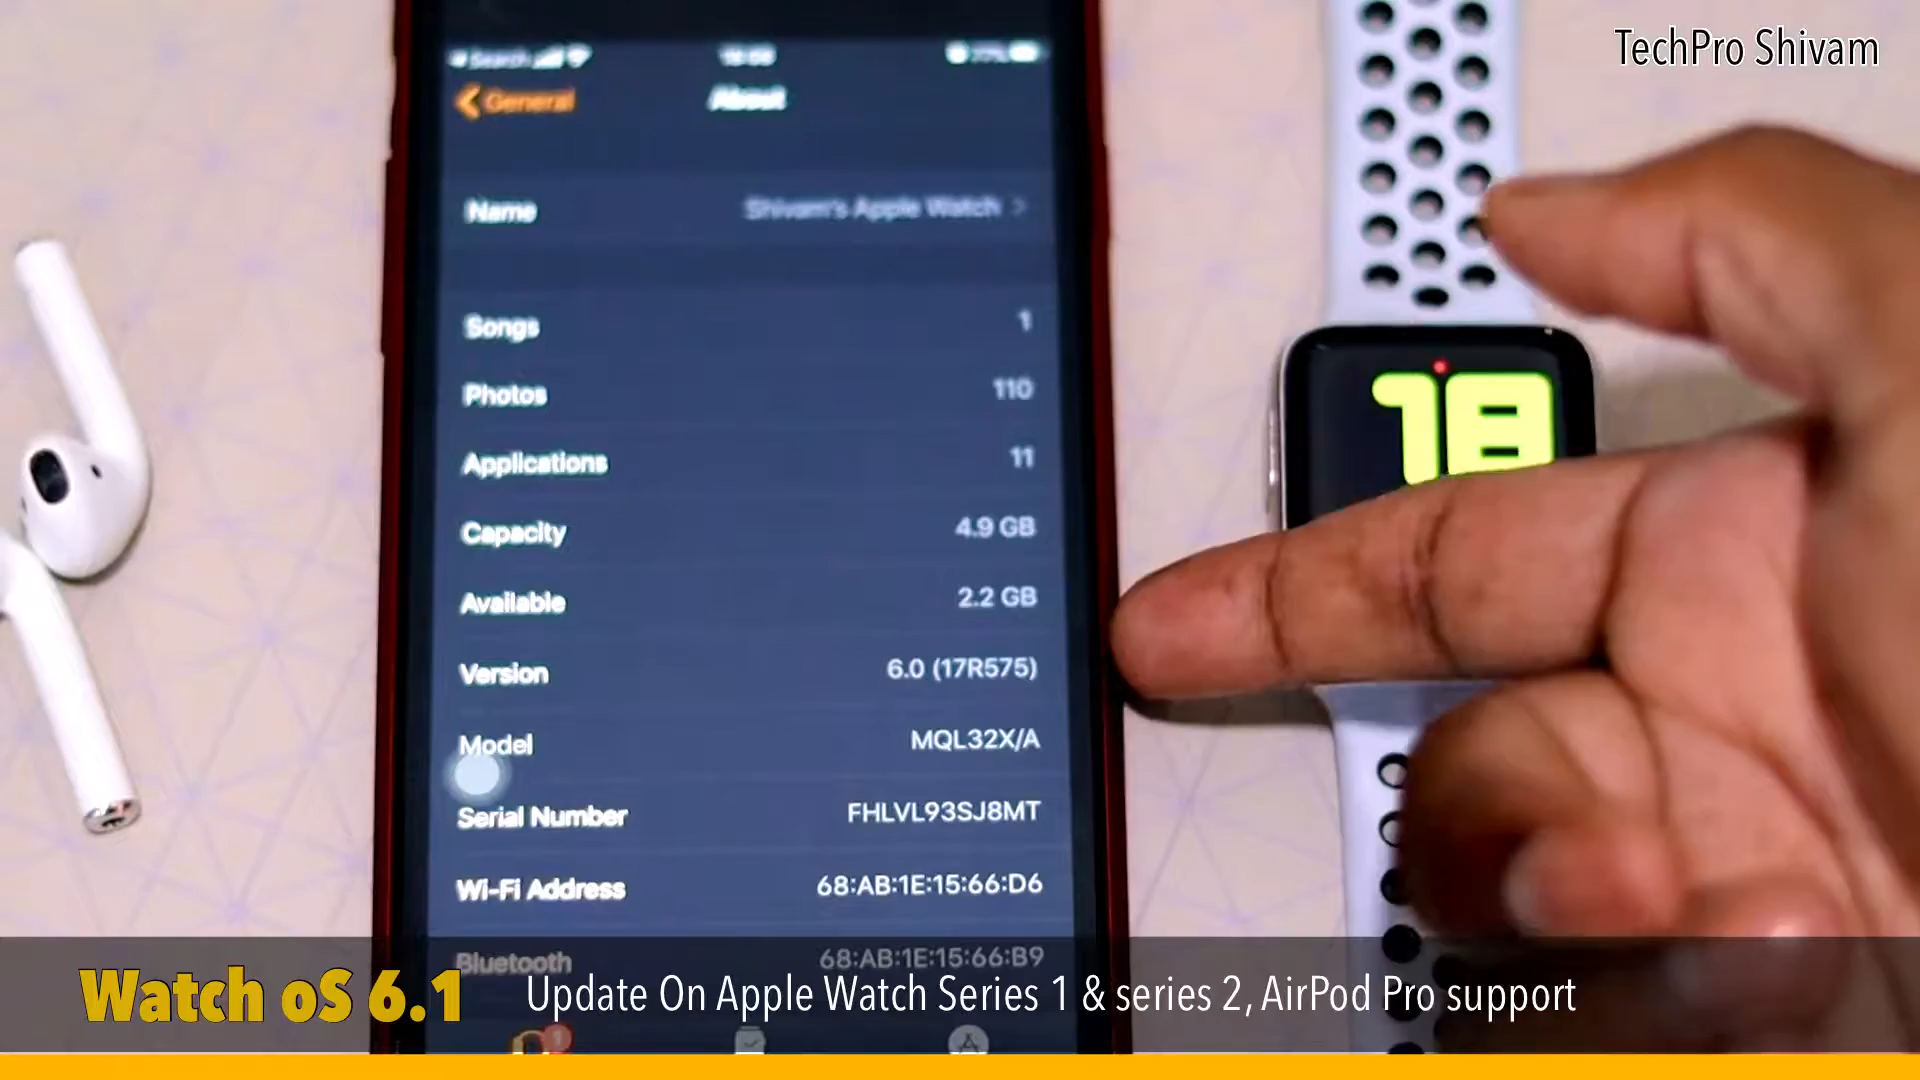 TechPro Shivam
Search
General
About
Name Shivam's Apple Watch
Songs 1
Photos 110
Applications 11
Capacity 4.9 GB
Available 2.2 GB
Version 6.0 (17R575)
Model MQL32X/A
Serial Number FHLVL93SJ8MT
Wi-Fi Address 68:AB:1E:15:66:D6
Bluetooth 68:AB:1E:15:66:B9
18
Watch oS 6.1 Update On Apple Watch Series 1 & series 2, AirPod Pro support
1